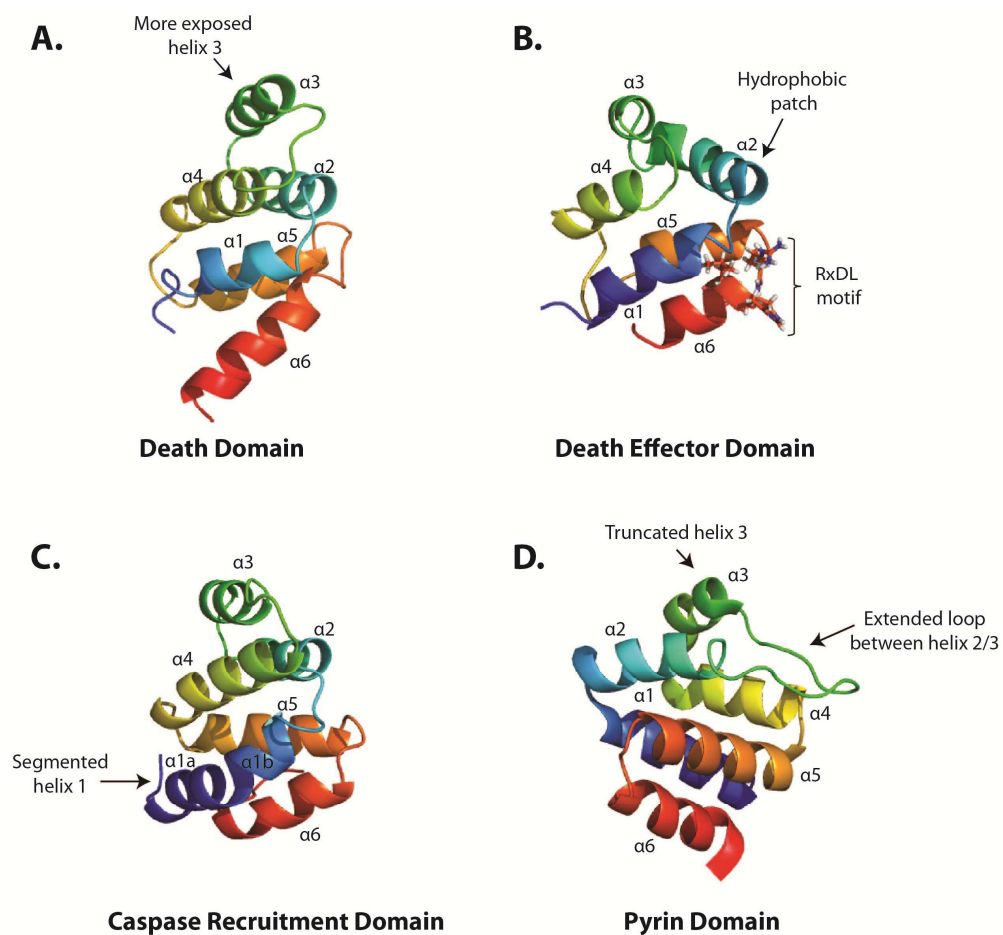 A.
More exposed
helix 3
α3
α4
α2
α1
α5
α6
Death Domain
B.
Hydrophobic
patch
α3
α2
α4
α5
RxDL
motif
α1
α6
Death Effector Domain
C.
α3
α2
α4
α5
Segmented
helix 1
α1a
α1b
α6
Caspase Recruitment Domain
D.
Truncated helix 3
α3
Extended loop
between helix 2/3
α2
α1
α4
α5
α6
Pyrin Domain